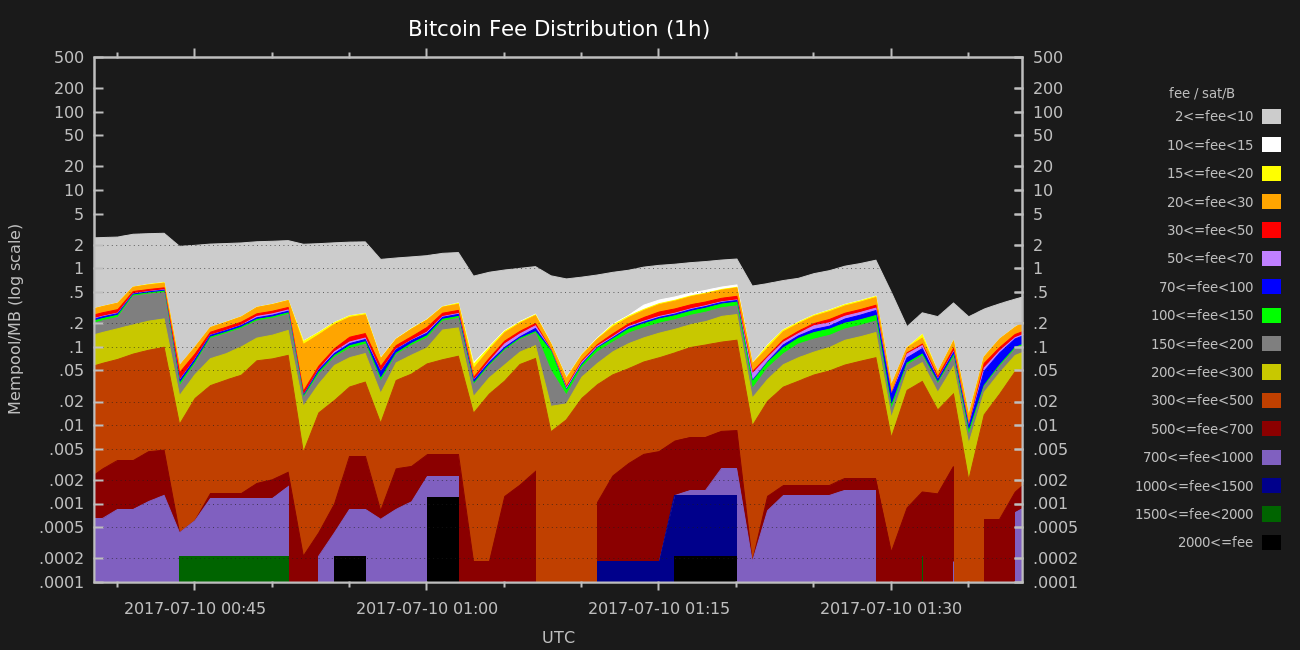 Bitcoin Fee Distribution (1h)
500 500
200 200
100 100
50 50
20 20
10 10
5 5
2 2
1 1
.5 .5
.2 .2
.1 .1
.05 .05
.02 .02
.01 .01
.005 .005
.002 .002
.001 .001
.0005 .0005
.0002 .0002
.0001 .0001
Mempool/MB (log scale)
2017-07-10 00:45 2017-07-10 01:00 2017-07-10 01:15 2017-07-10 01:30
UTC
fee / sat/B
2<=fee<10
10<=fee<15
15<=fee<20
20<=fee<30
30<=fee<50
50<=fee<70
70<=fee<100
100<=fee<150
150<=fee<200
200<=fee<300
300<=fee<500
500<=fee<700
700<=fee<1000
1000<=fee<1500
1500<=fee<2000
2000<=fee